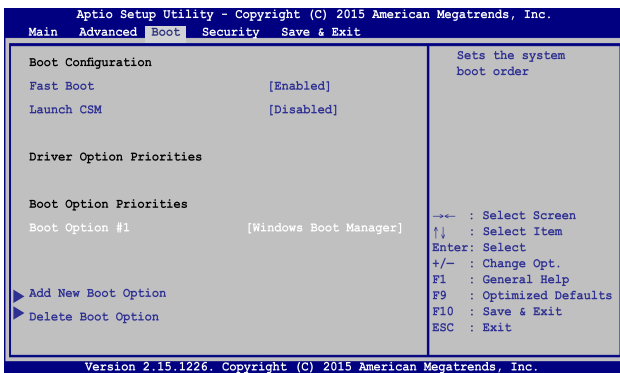 Aptio Setup Utility - Copyright (C) 2015 American Megatrends, Inc.
Main Advanced Boot Security Save & Exit
Boot Configuration
Fast Boot [Enabled]
Launch CSM [Disabled]
Driver Option Priorities
Boot Option Priorities
Boot Option #1 [Windows Boot Manager]
Add New Boot Option
Delete Boot Option
Sets the system
boot order
→← : Select Screen
↑↓ : Select Item
Enter: Select
+/— : Change Opt.
F1 : General Help
F9 : Optimized Defaults
F10 : Save & Exit
ESC : Exit
Version 2.15.1226. Copyright (C) 2015 American Megatrends, Inc.